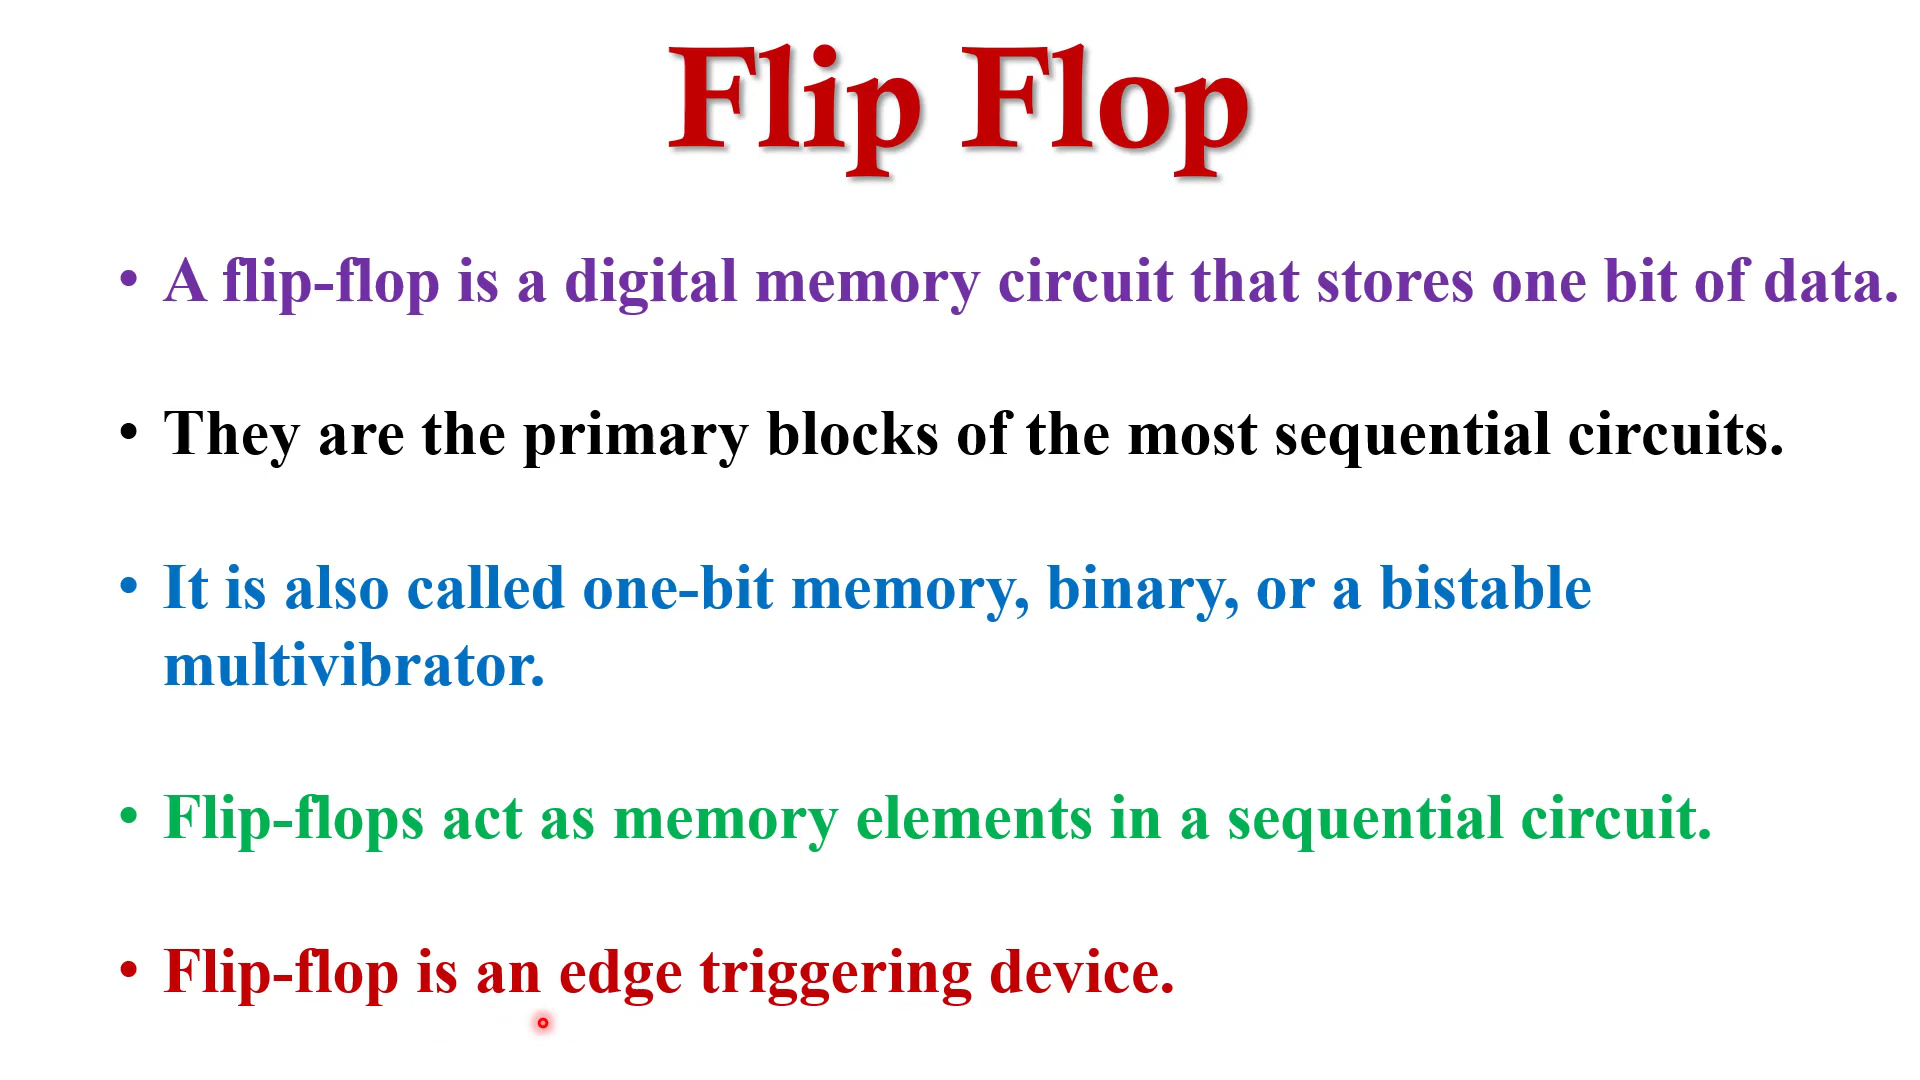 Flip Flop
• A flip-flop is a digital memory circuit that stores one bit of data.
• They are the primary blocks of the most sequential circuits.
• It is also called one-bit memory, binary, or a bistable
multivibrator.
• Flip-flops act as memory elements in a sequential circuit.
• Flip-flop is an edge triggering device.